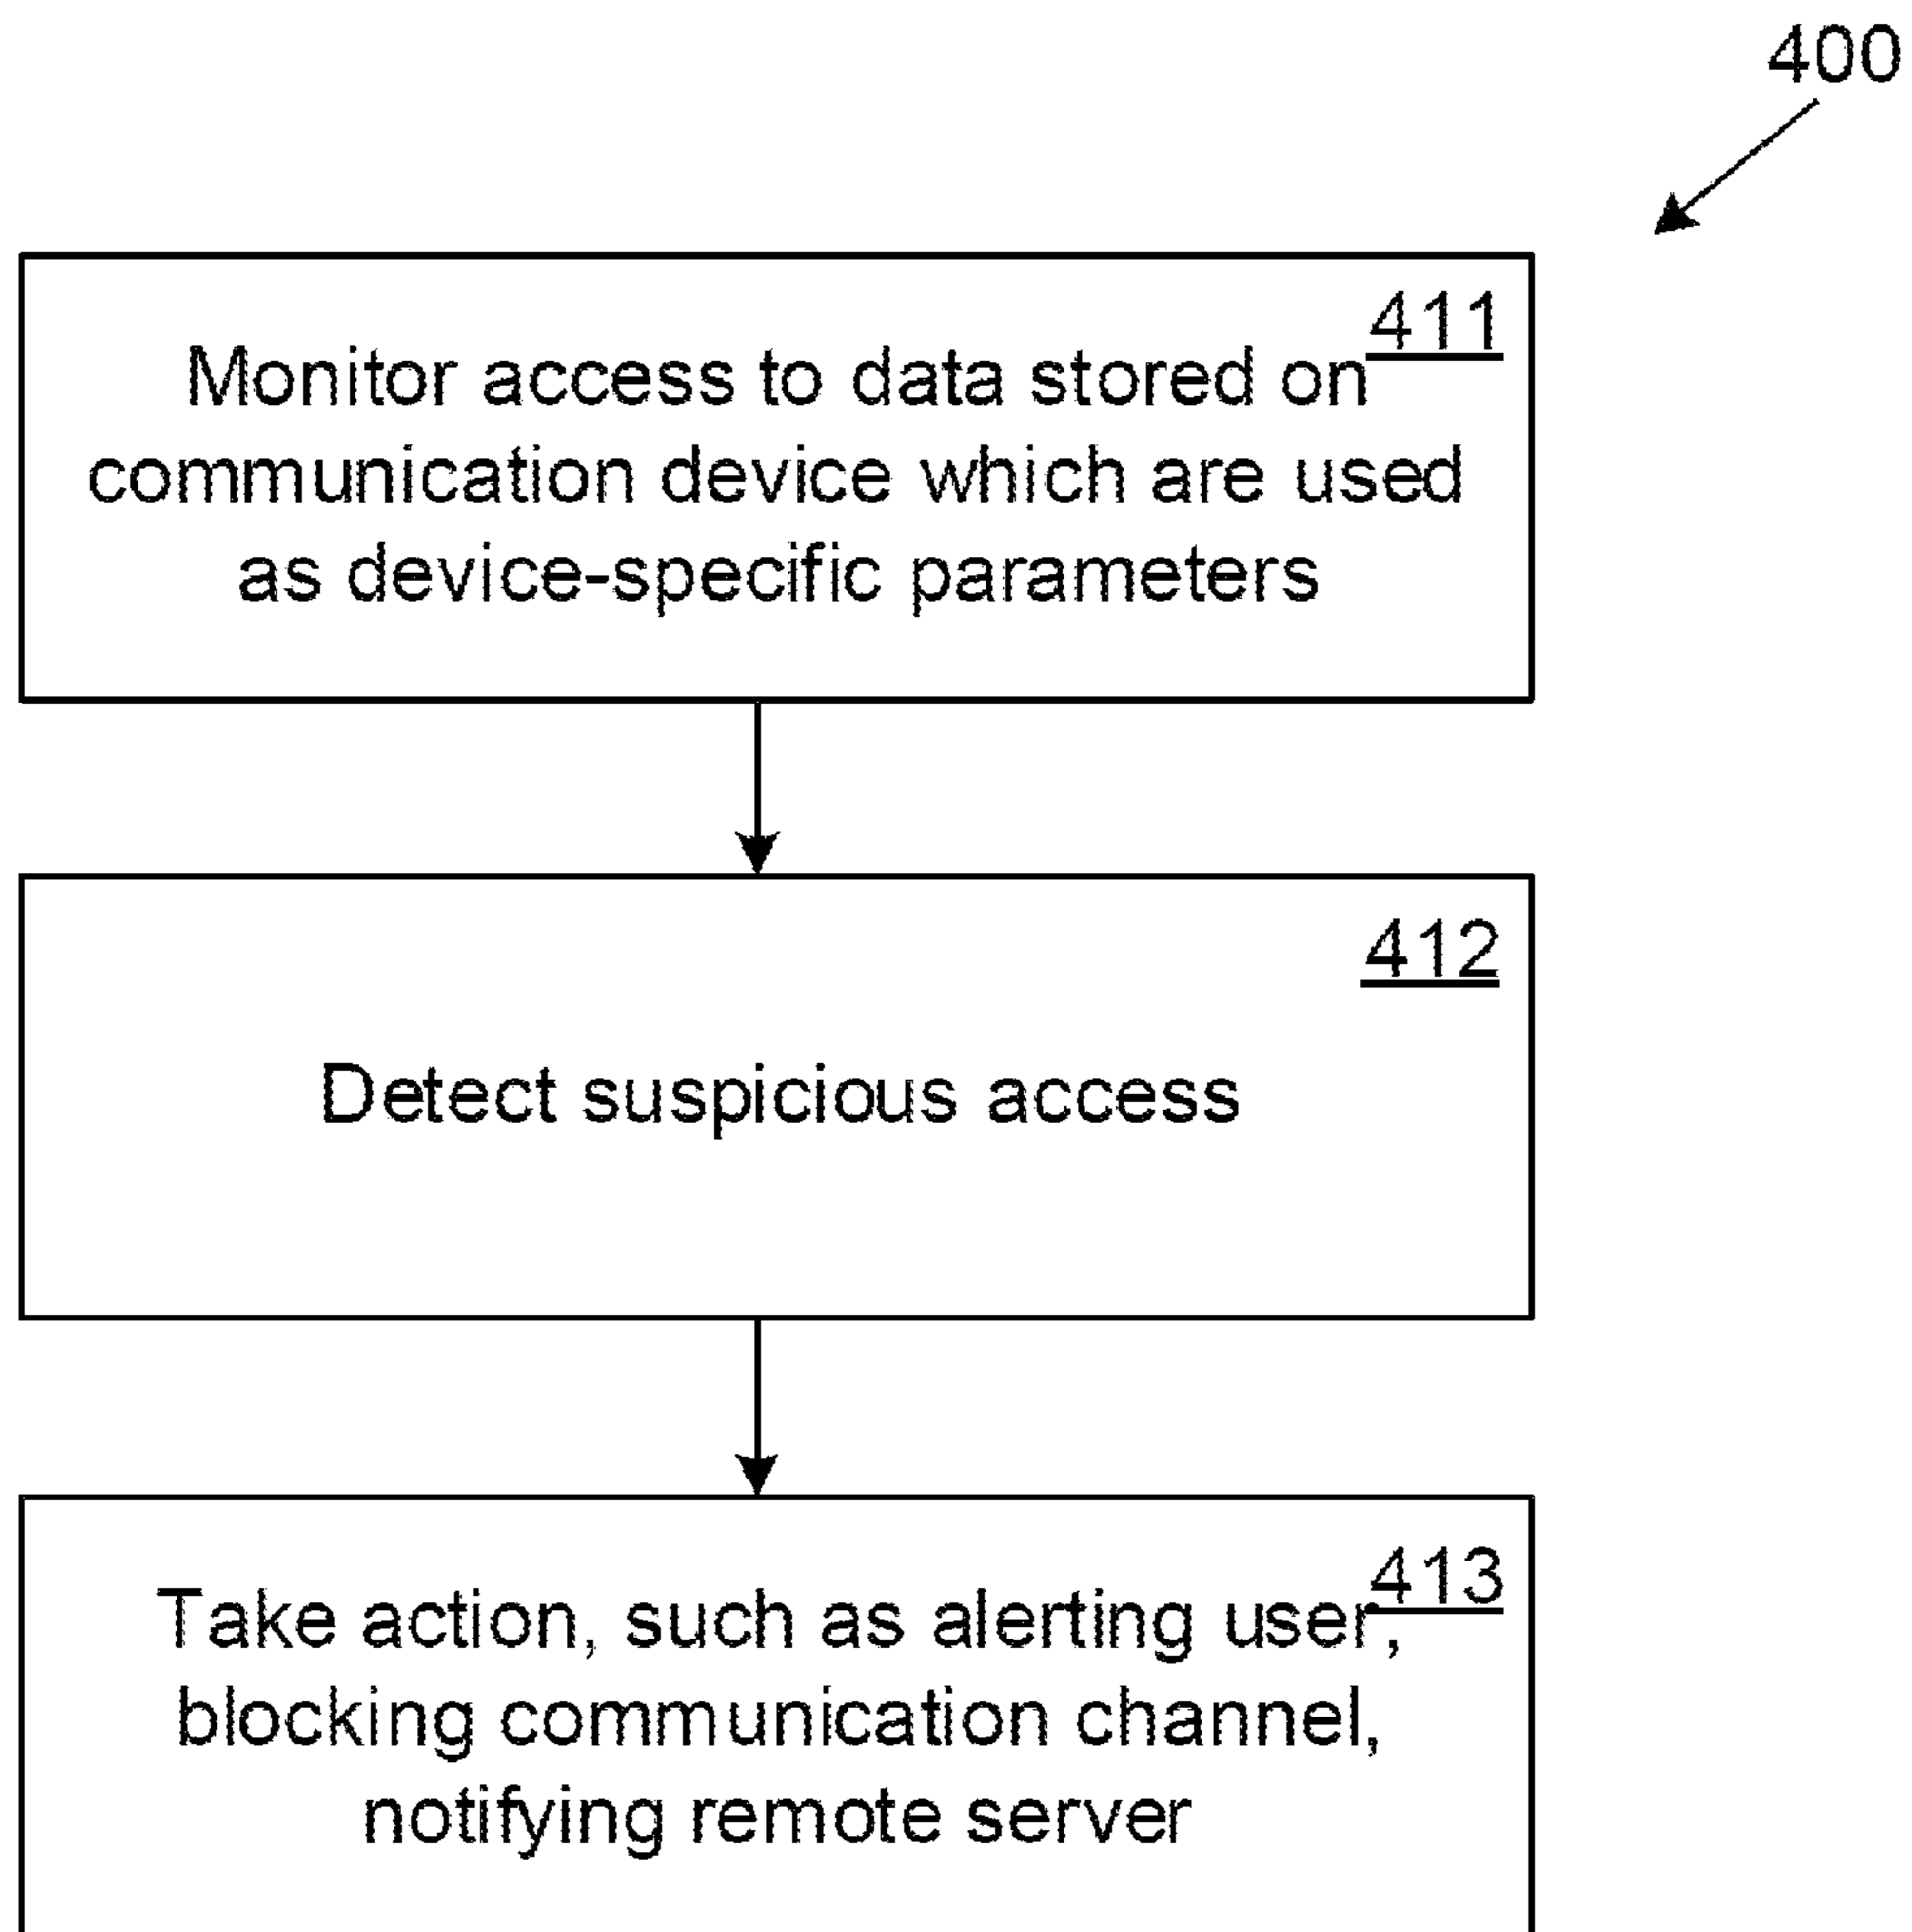 400
411
Monitor access to data stored on
communication device which are used
as device-specific parameters
412
Detect suspicious access
413
Take action, such as alerting user,
blocking communication channel,
notifying remote server